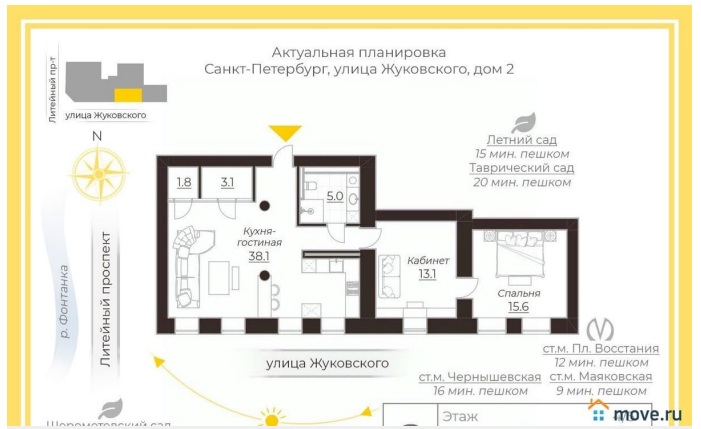 Актуальная планировка
Санкт-Петербург, улица Жуковского, дом 2
Литейный пр-т
улица Жуковского
N
Летний сад
15 мин. пешком
Таврический сад
20 мин. пешком
1.8
3.1
5.0
Кухня-
гостиная
38.1
Кабинет
13.1
Спальня
15.6
р. Фонтанка
Литейный проспект
улица Жуковского
ст.м. Пл. Восстания
12 мин. пешком
ст.м. Чернышевская
16 мин. пешком
ст.м. Маяковская
9 мин. пешком
Шереметевский сад
Этаж
move.ru